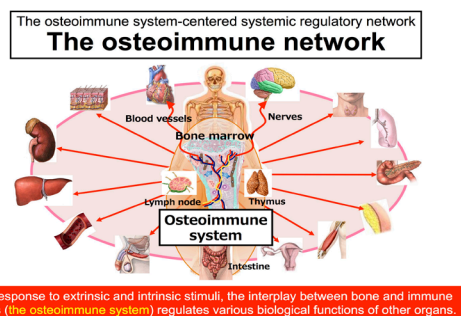 The osteoimmune system-centered systemic regulatory network
The osteoimmune network
Blood vessels
Nerves
Bone marrow
Lymph node
Thymus
Osteoimmune
system
Intestine
esponse to extrinsic and intrinsic stimuli, the interplay between bone and immune
(the osteoimmune system) regulates various biological functions of other organs.